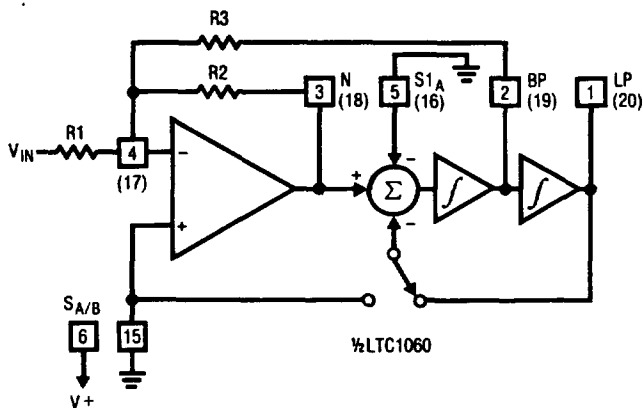 R3
R2
3
N
(18)
5
S1A
(16)
2
BP
(19)
1
LP
(20)
VIN
R1
4
(17)
−
+
+
Σ
−
−
∫
∫
SA/B
6
15
V+
½LTC1060